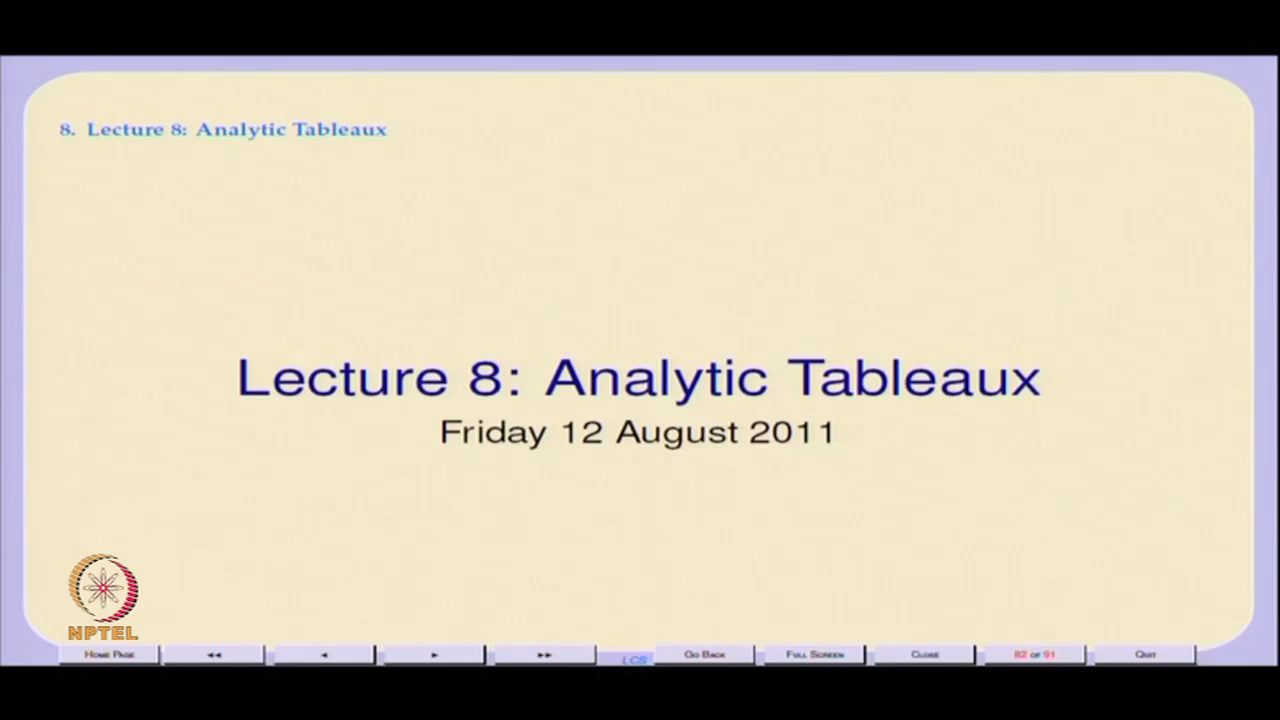 8. Lecture 8: Analytic Tableaux
Lecture 8: Analytic Tableaux
Friday 12 August 2011
NPTEL
HOME PAGE ◄◄ ◄ ► ►► LCS GO BACK FULL SCREEN CLOSE 82 OF 91 QUIT